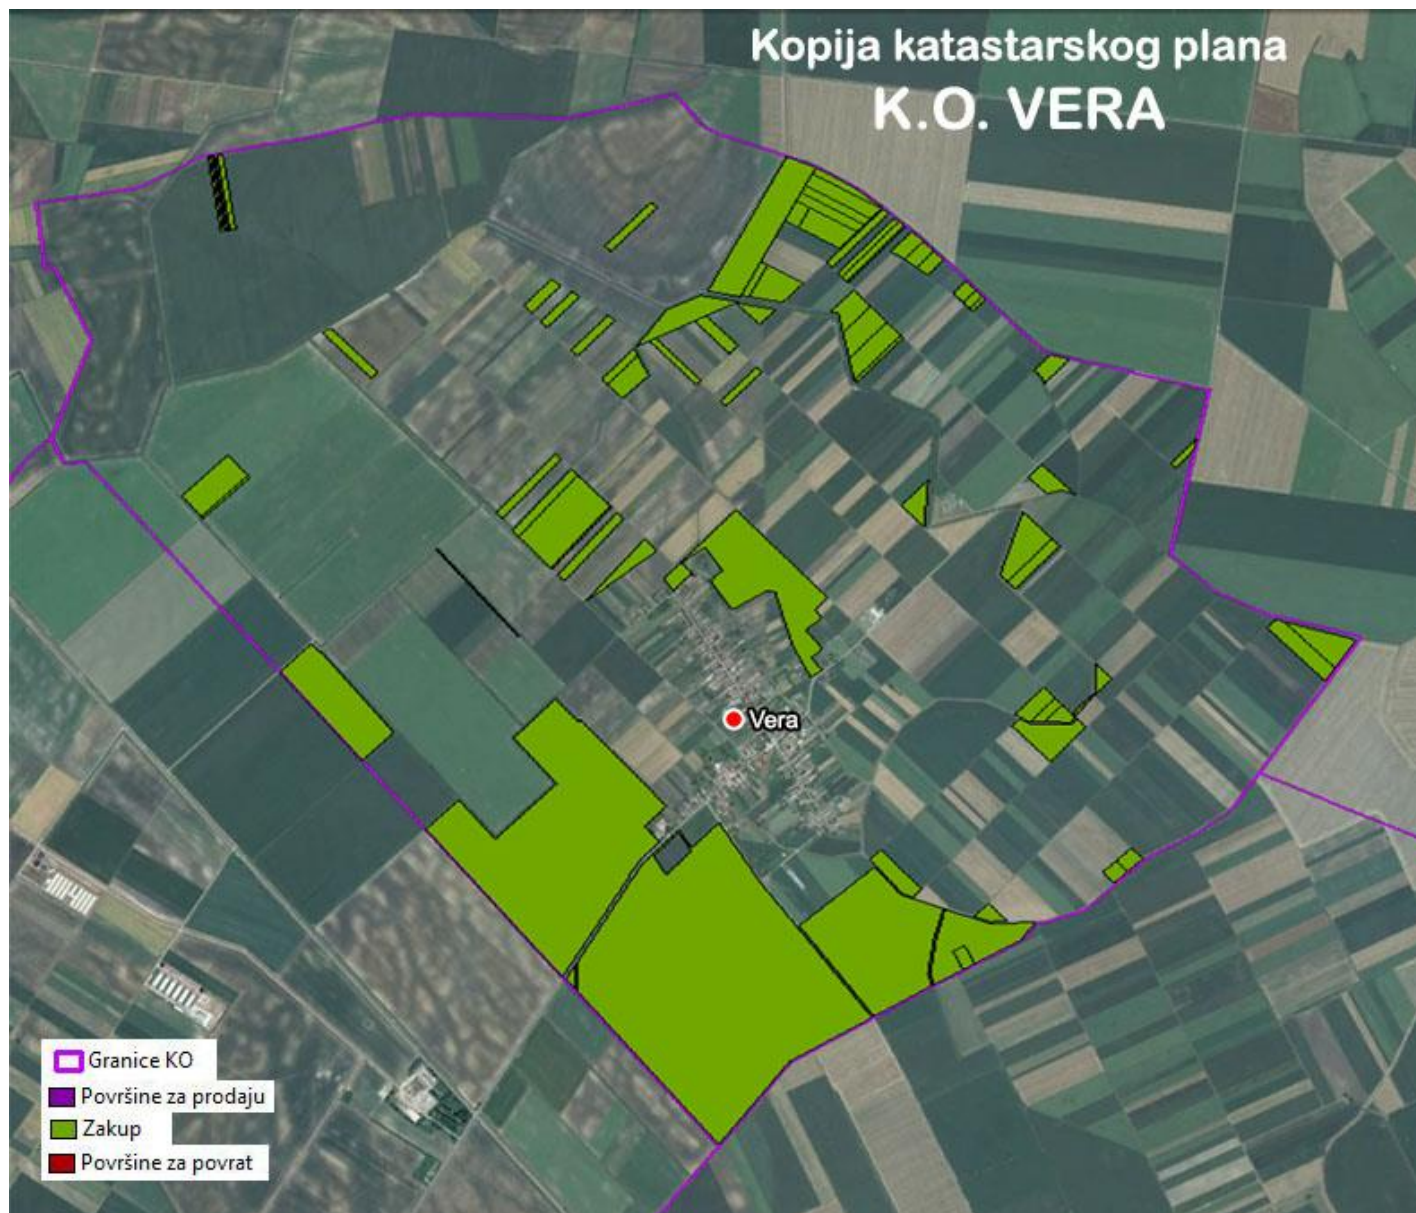 Kopija katastarskog plana
K.O. VERA
Vera
Granice KO
Površine za prodaju
Zakup
Površine za povrat